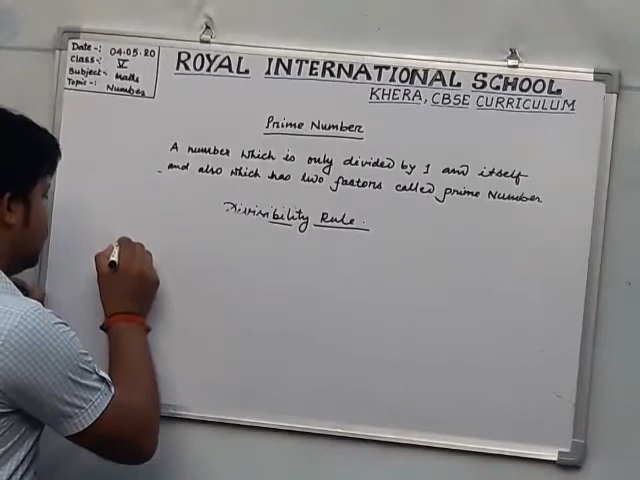 Date-: 04.05.20
Class-: V
Subject- Maths
Topic-: Number
ROYAL INTERNATIONAL SCHOOL
KHERA, CBSE CURRICULUM
Prime Number
A number which is only divided by 1 and itself
and also which has two factors called prime Number
Divisibility Rule.